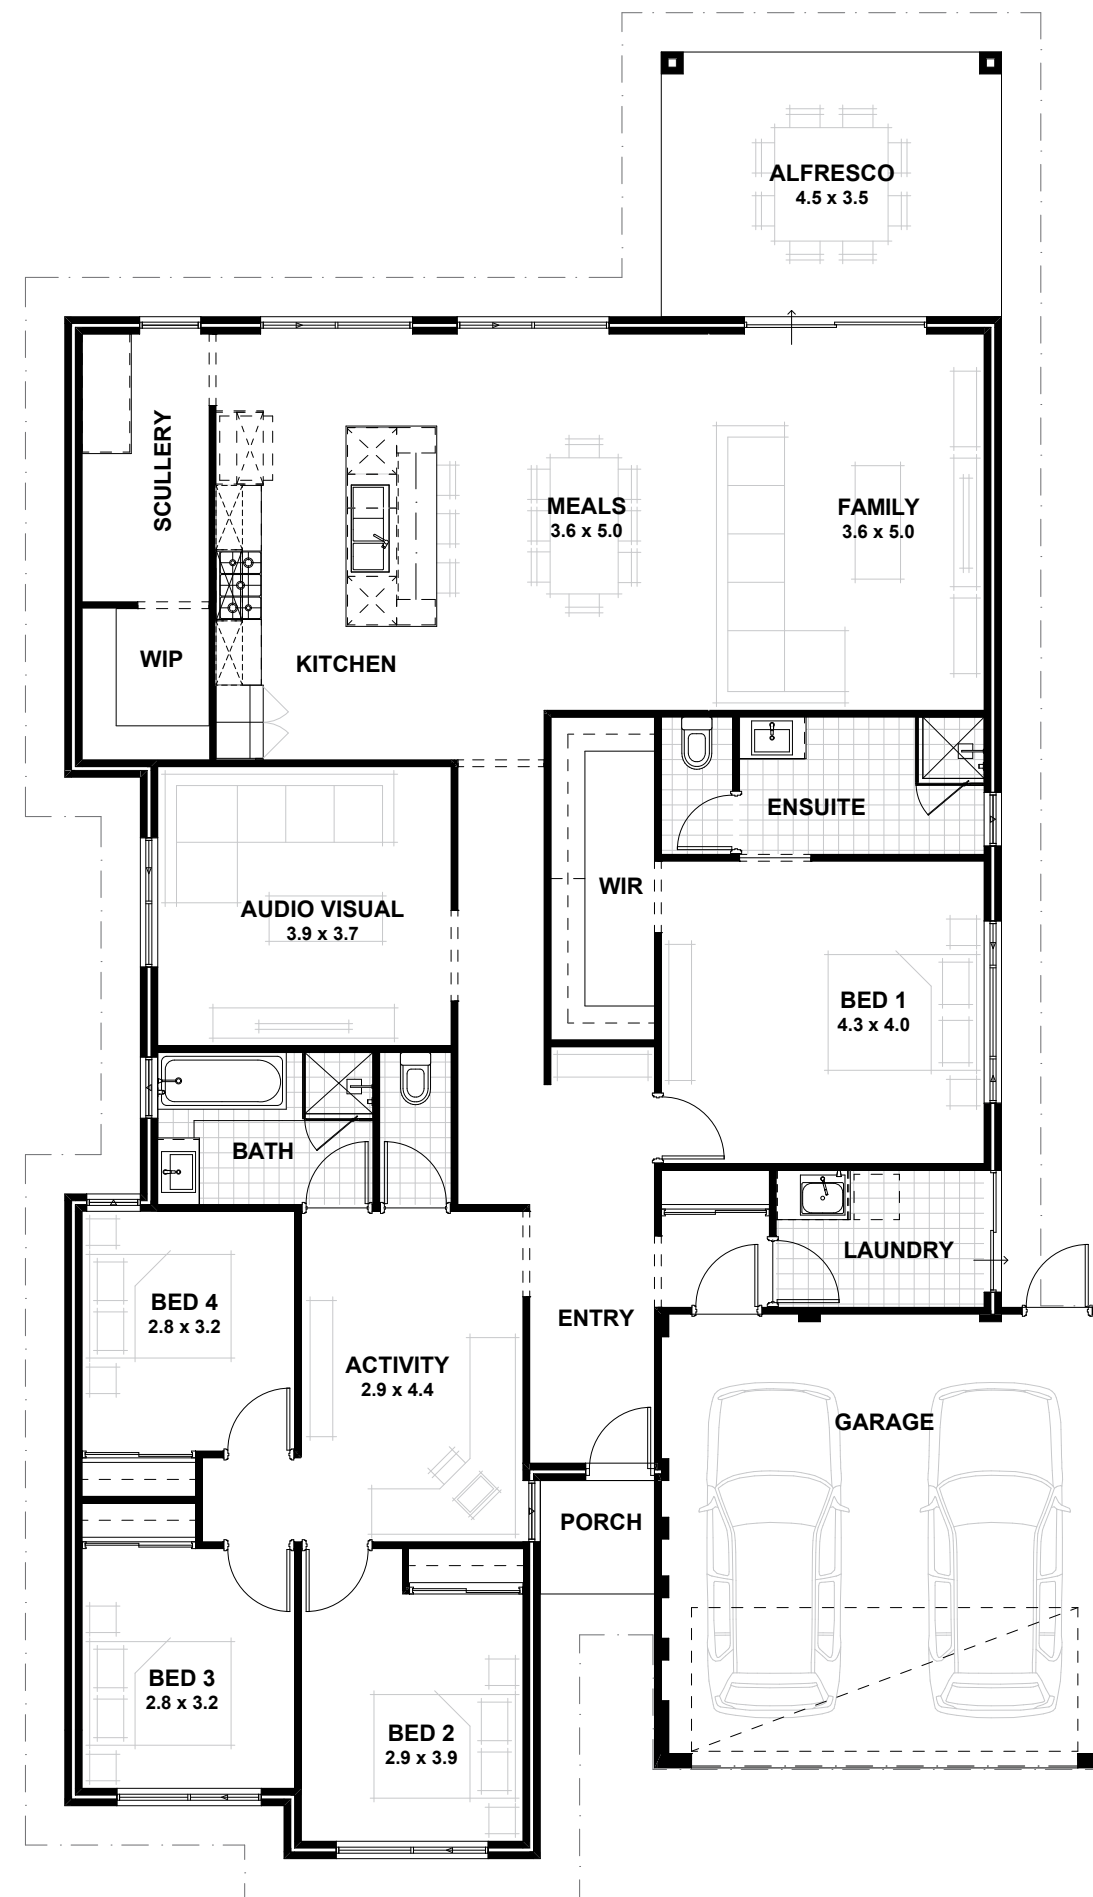 ALFRESCO
4.5 x 3.5
SCULLERY
MEALS
3.6 x 5.0
FAMILY
3.6 x 5.0
WIP
KITCHEN
ENSUITE
WIR
AUDIO VISUAL
3.9 x 3.7
BED 1
4.3 x 4.0
BATH
LAUNDRY
BED 4
2.8 x 3.2
ENTRY
ACTIVITY
2.9 x 4.4
GARAGE
PORCH
BED 3
2.8 x 3.2
BED 2
2.9 x 3.9